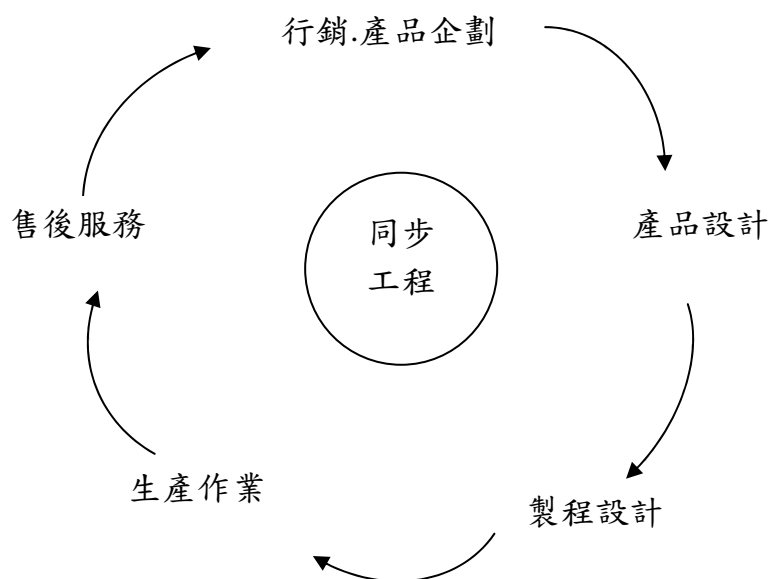 行銷.產品企劃
售後服務
同步
工程
產品設計
生產作業
製程設計